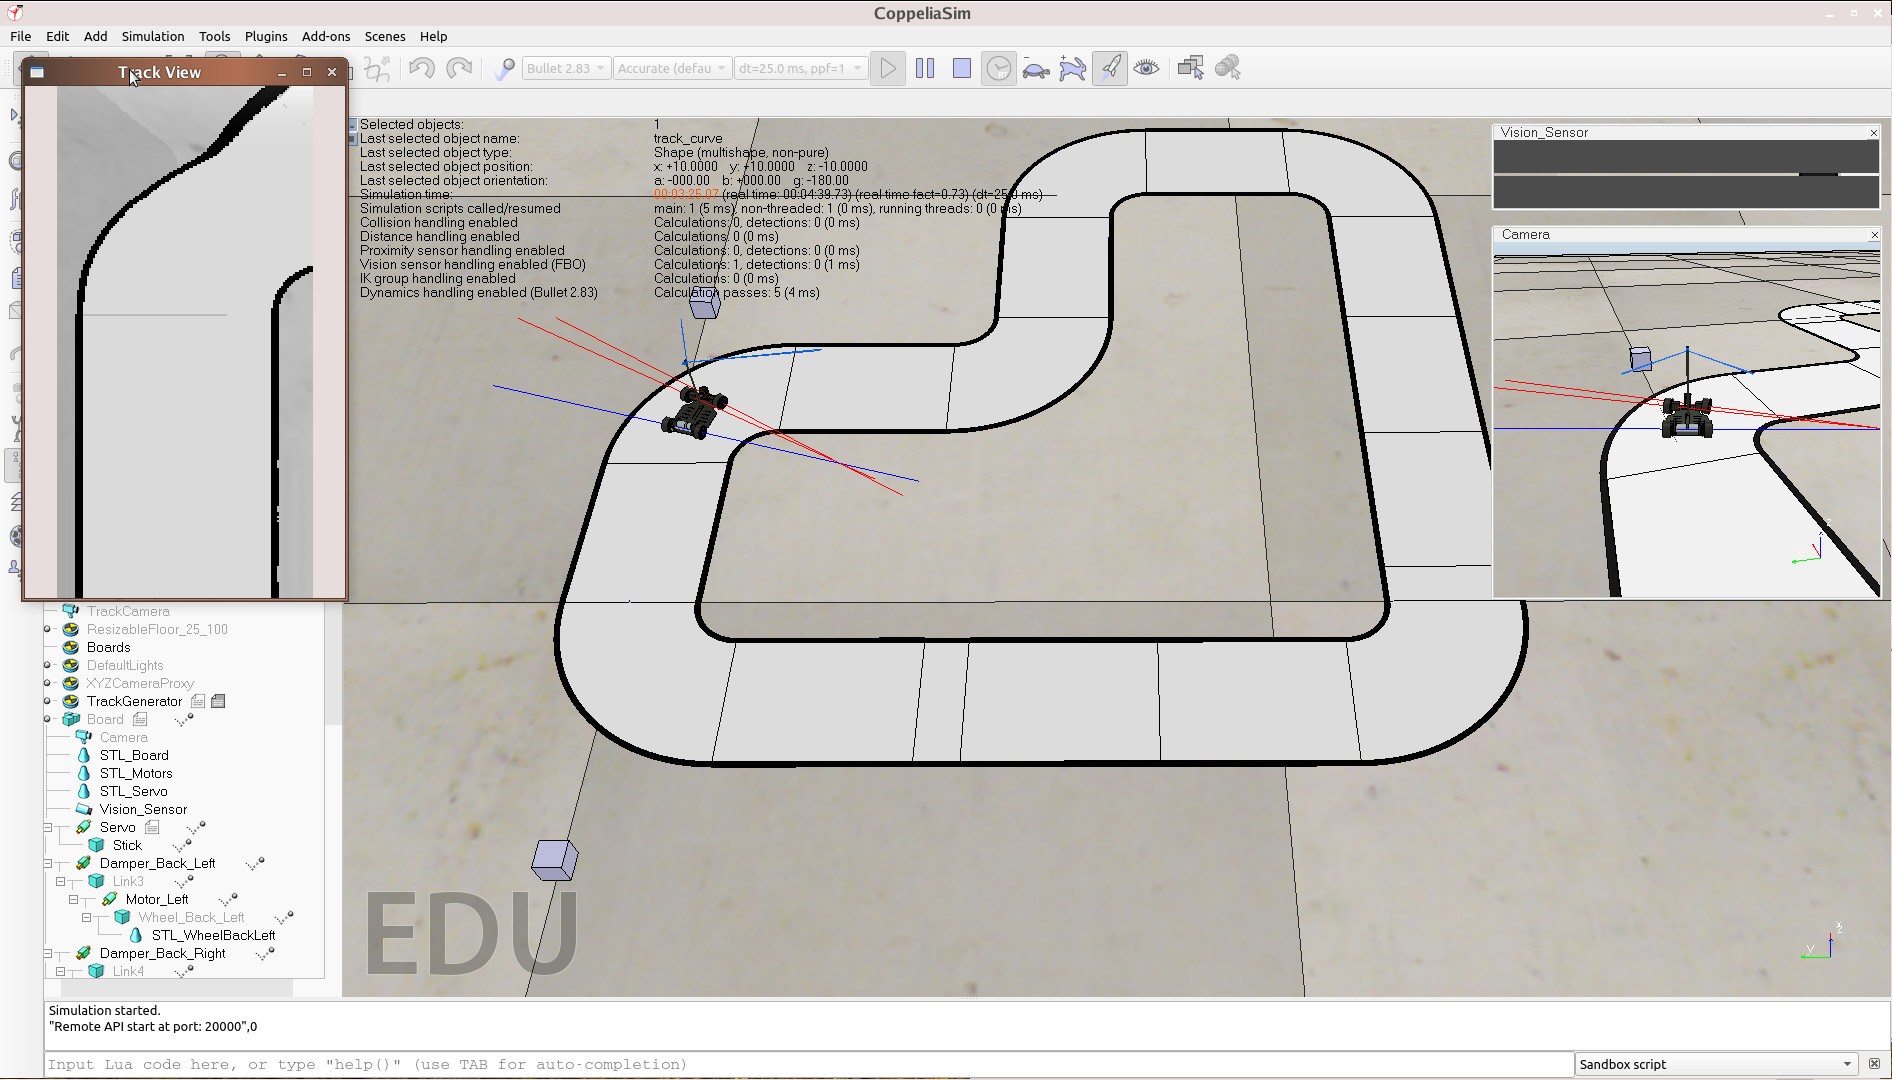 CoppeliaSim
File Edit Add Simulation Tools Plugins Add-ons Scenes Help
Bullet 2.83 Accurate (defau dt=25.0 ms, ppf=1
Track View
Selected objects: 1
Last selected object name: track_curve
Last selected object type: Shape (multishape, non-pure)
Last selected object position: x: +10.0000 y: +10.0000 z: -10.0000
Last selected object orientation: a: -000.00 b: +000.00 g: -180.00
Simulation time: 00:03:25.07 (real time: 00:04:39.73) (real time fact=0.73) (dt=25.0 ms)
Simulation scripts called/resumed main: 1 (5 ms), non-threaded: 1 (0 ms), running threads: 0 (0 ms)
Collision handling enabled Calculations: 0, detections: 0 (0 ms)
Distance handling enabled Calculations: 0 (0 ms)
Proximity sensor handling enabled Calculations: 0, detections: 0 (0 ms)
Vision sensor handling enabled (FBO) Calculations: 1, detections: 0 (1 ms)
IK group handling enabled Calculations: 0 (0 ms)
Dynamics handling enabled (Bullet 2.83) Calculation passes: 5 (4 ms)
Vision_Sensor
Camera
TrackCamera
ResizableFloor_25_100
Boards
DefaultLights
XYZCameraProxy
TrackGenerator
Board
Camera
STL_Board
STL_Motors
STL_Servo
Vision_Sensor
Servo
Stick
Damper_Back_Left
Link3
Motor_Left
Wheel_Back_Left
STL_WheelBackLeft
Damper_Back_Right
Link4
EDU
x
z
y
Simulation started.
"Remote API start at port: 20000",0
Input Lua code here, or type "help()" (use TAB for auto-completion)
Sandbox script